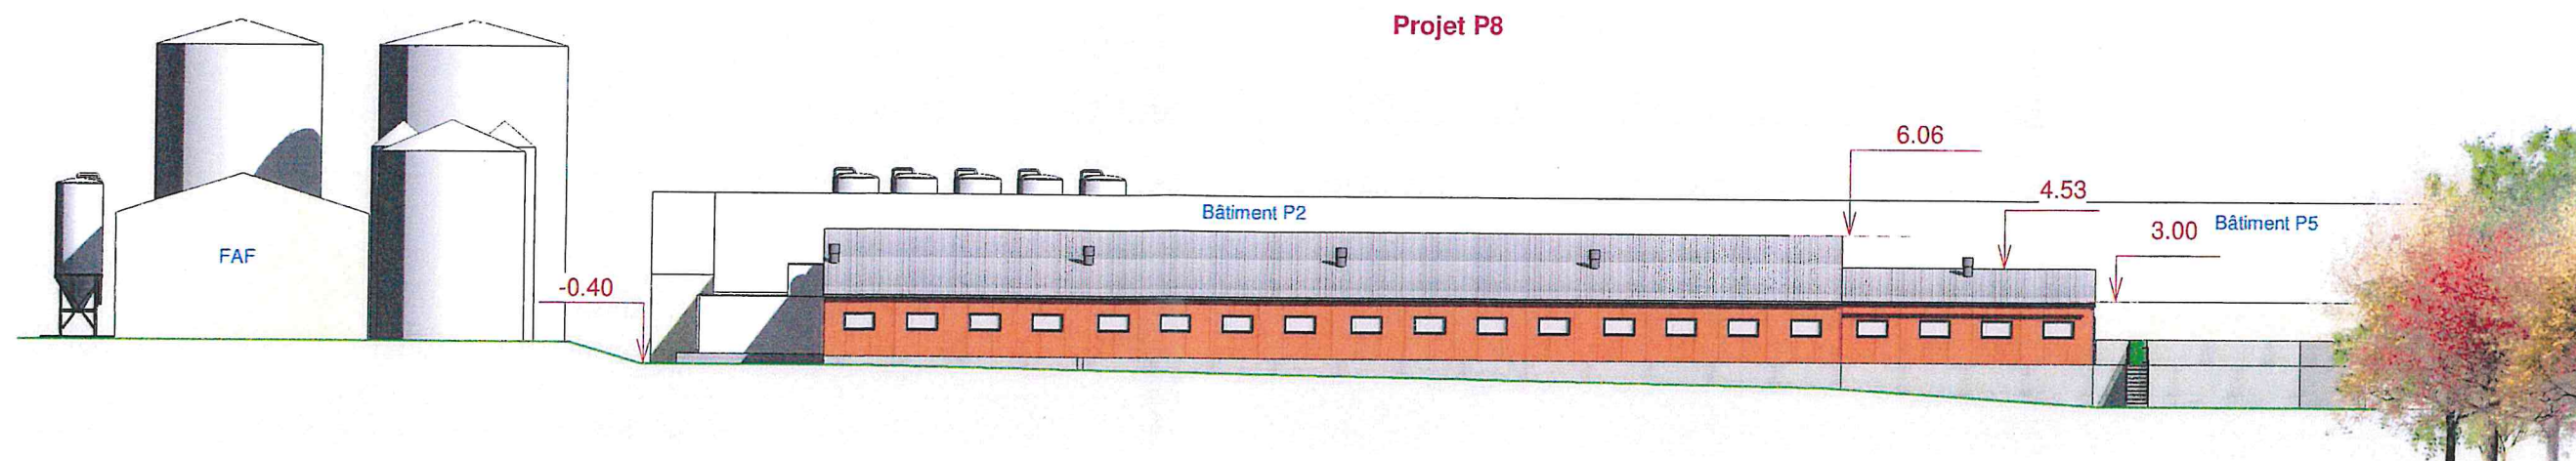 Projet P8
6.06
4.53
Bâtiment P2
3.00
Bâtiment P5
FAF
-0.40